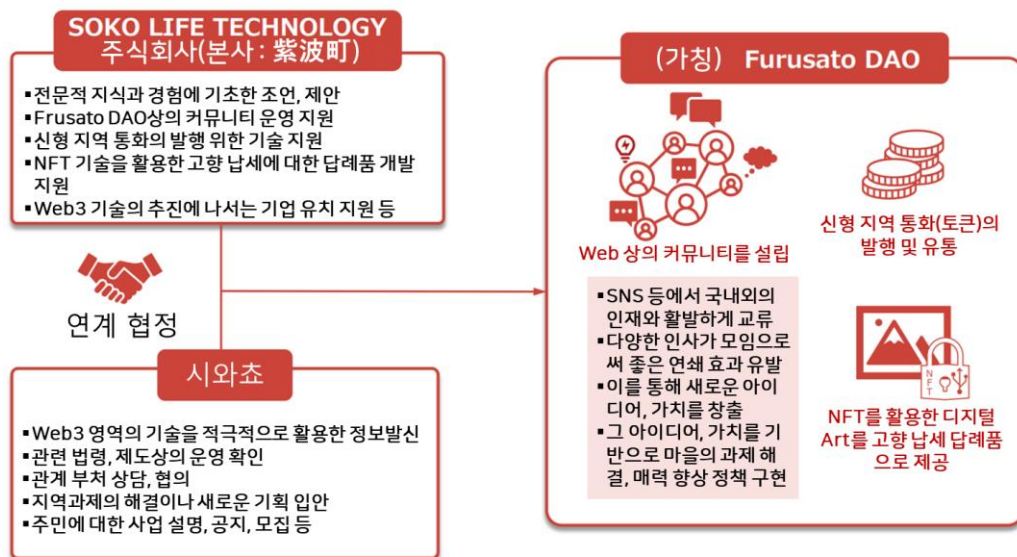 SOKO LIFE TECHNOLOGY
주식회사(본사 : 紫波町)
▪전문적 지식과 경험에 기초한 조언, 제안
▪Frusato DAO상의 커뮤니티 운영 지원
▪신형 지역 통화의 발행 위한 기술 지원
▪NFT 기술을 활용한 고향 납세에 대한 답례품 개발
지원
▪Web3 기술의 추진에 나서는 기업 유치 지원 등
연계 협정
시와쵸
▪Web3 영역의 기술을 적극적으로 활용한 정보발신
▪관련 법령, 제도상의 운영 확인
▪관계 부처 상담, 협의
▪지역과제의 해결이나 새로운 기획 입안
▪주민에 대한 사업 설명, 공지, 모집 등
(가칭) Furusato DAO
Web 상의 커뮤니티를 설립
▪SNS 등에서 국내외의
인재와 활발하게 교류
▪다양한 인사가 모임으로
써 좋은 연쇄 효과 유발
▪이를 통해 새로운 아이
디어, 가치를 창출
▪그 아이디어, 가치를 기
반으로 마을의 과제 해
결, 매력 향상 정책 구현
신형 지역 통화(토큰)의
발행 및 유통
NFT
NFT를 활용한 디지털
Art를 고향 납세 답례품
으로 제공